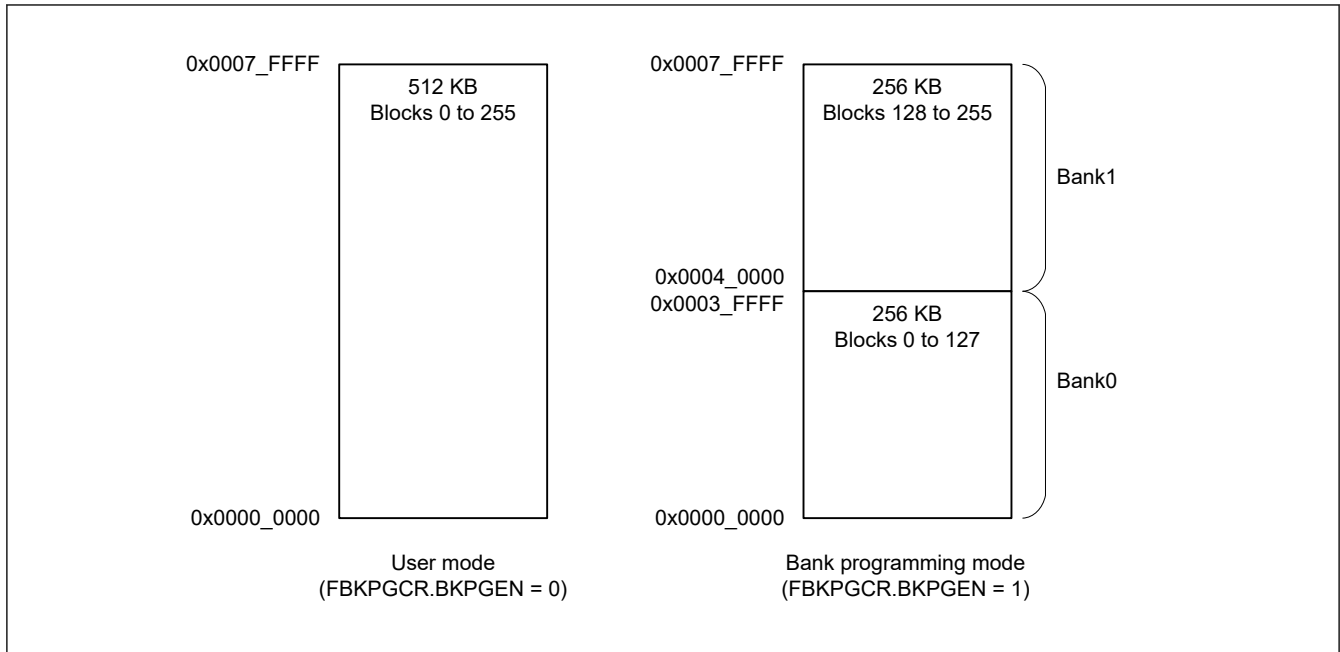 0x0007_FFFF
512 KB
Blocks 0 to 255
0x0000_0000
User mode
(FBKPGCR.BKPGEN = 0)
0x0007_FFFF
256 KB
Blocks 128 to 255
Bank1
0x0004_0000
0x0003_FFFF
256 KB
Blocks 0 to 127
Bank0
0x0000_0000
Bank programming mode
(FBKPGCR.BKPGEN = 1)